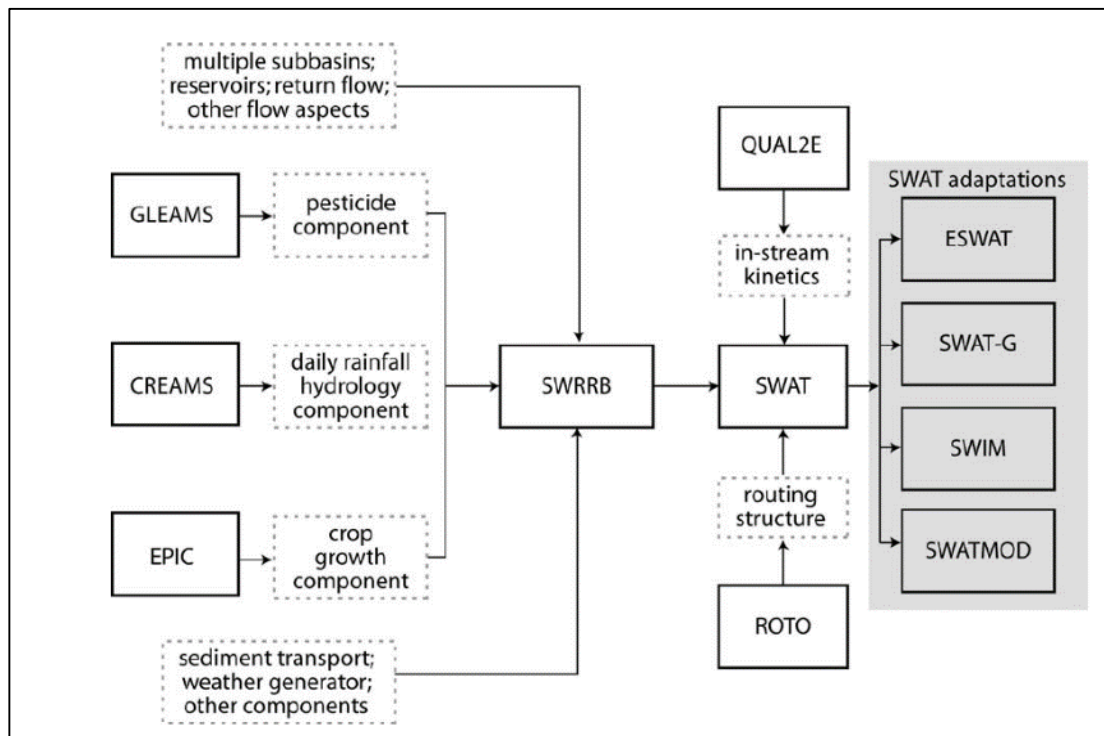 multiple subbasins;
reservoirs; return flow;
other flow aspects
QUAL2E
SWAT adaptations
GLEAMS
pesticide
component
ESWAT
in-stream
kinetics
SWAT-G
CREAMS
daily rainfall
hydrology
component
SWRRB
SWAT
SWIM
routing
structure
EPIC
crop
growth
component
SWATMOD
ROTO
sediment transport;
weather generator;
other components